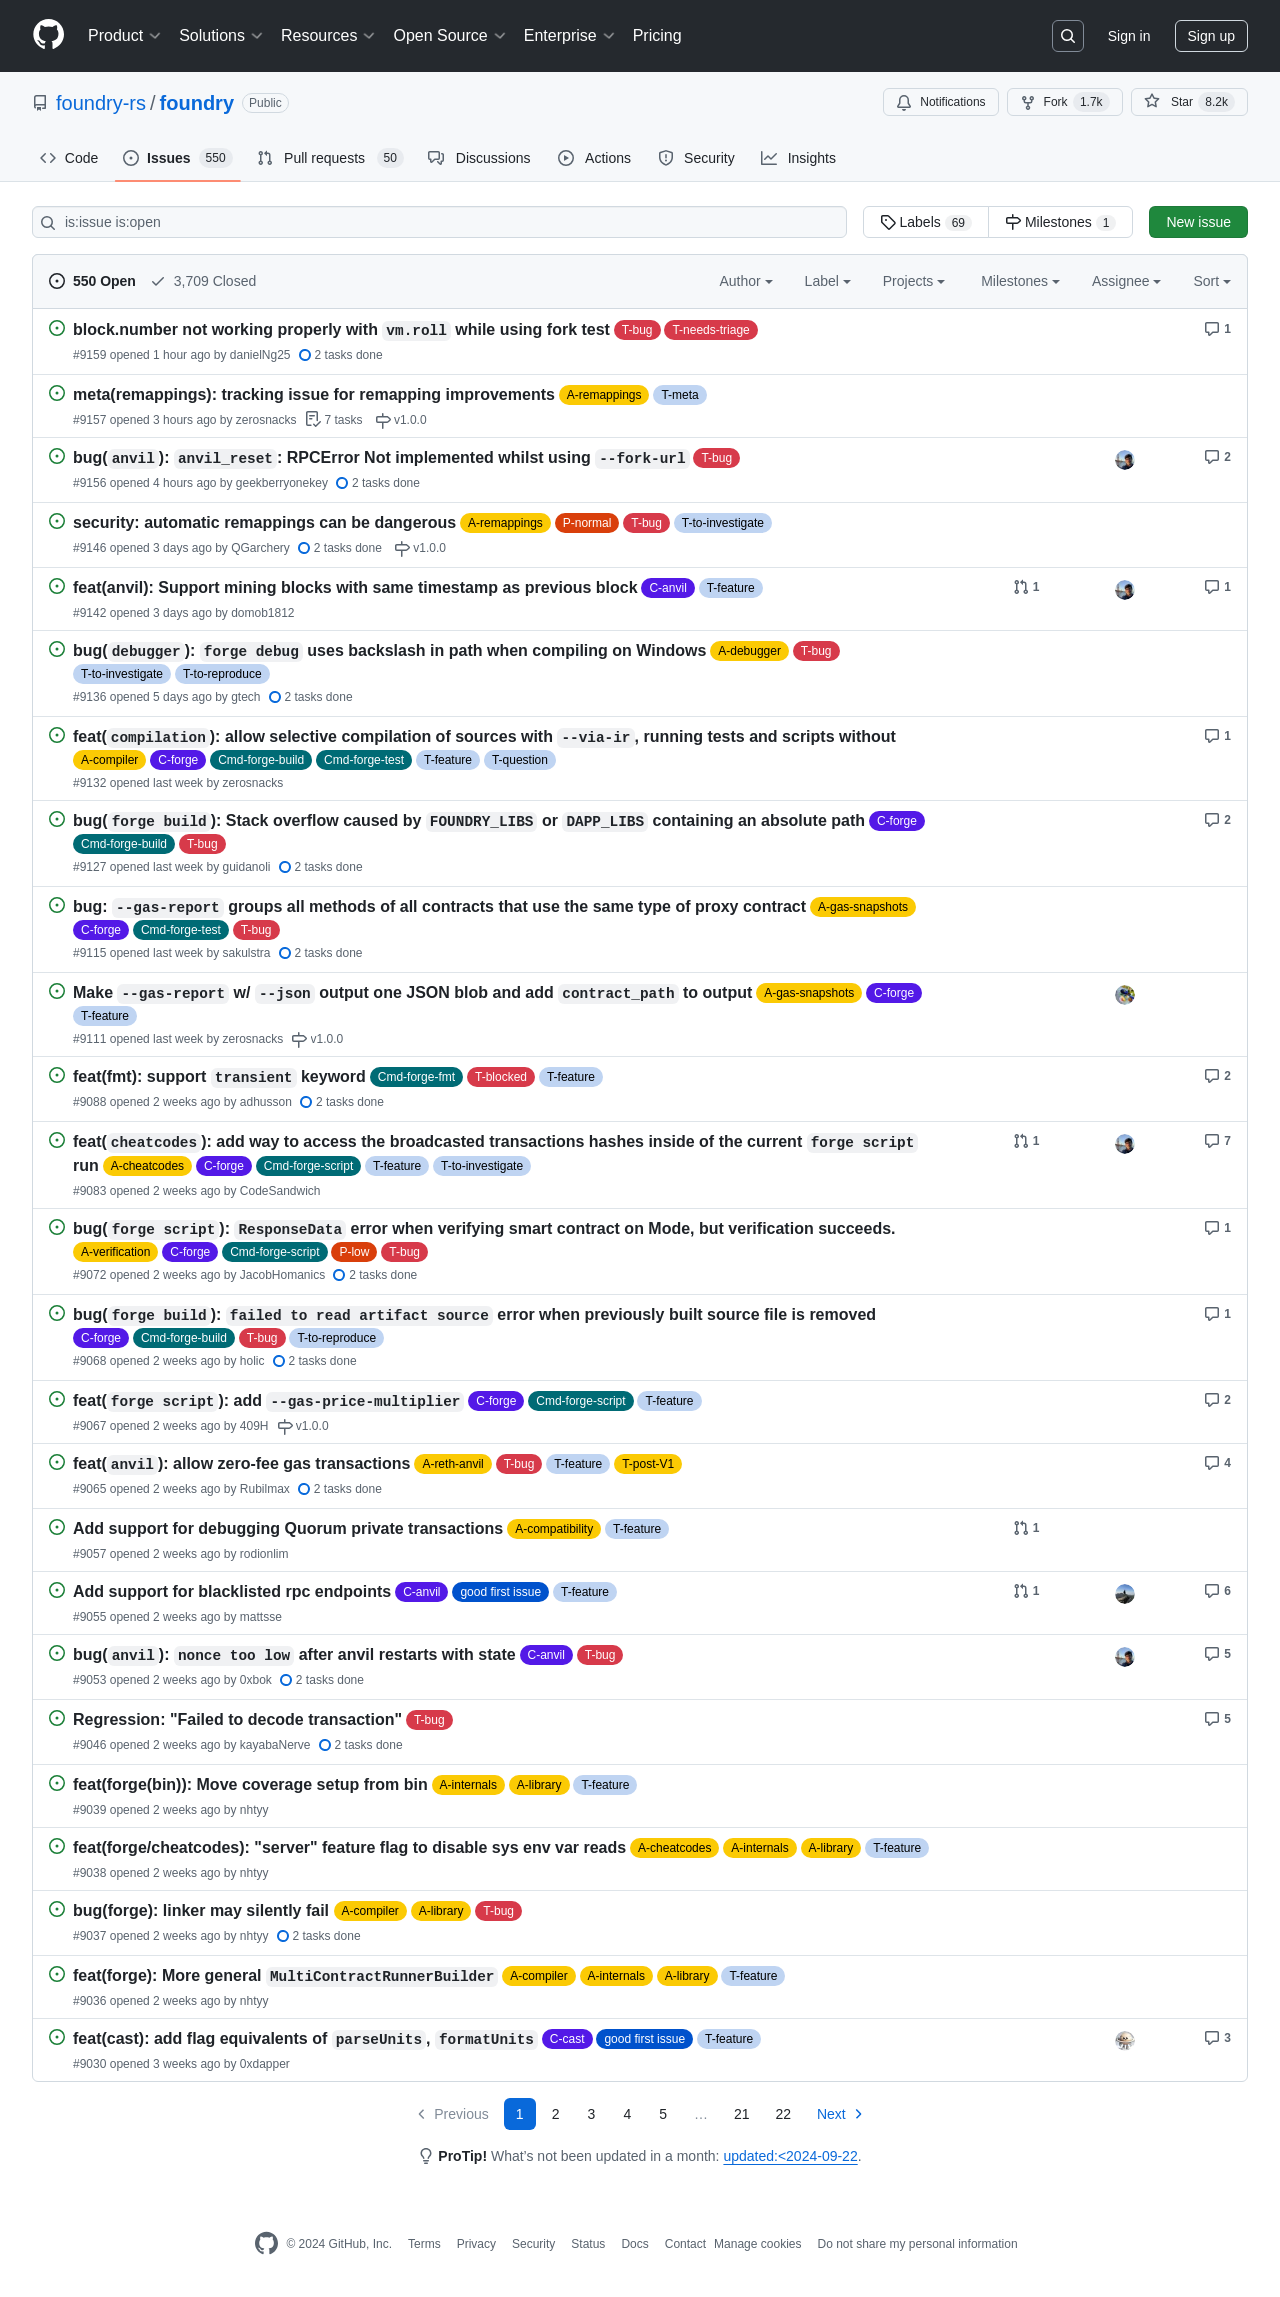 Product Solutions Resources Open Source Enterprise Pricing Sign in Sign up
foundry-rs / foundry Public Notifications Fork 1.7k Star 8.2k
Code Issues 550 Pull requests 50 Discussions Actions Security Insights
is:issue is:open Labels 69 Milestones 1 New issue
550 Open 3,709 Closed Author Label Projects Milestones Assignee Sort
block.number not working properly with vm.roll while using fork test T-bug T-needs-triage 1
#9159 opened 1 hour ago by danielNg25 2 tasks done
meta(remappings): tracking issue for remapping improvements A-remappings T-meta
#9157 opened 3 hours ago by zerosnacks 7 tasks v1.0.0
bug(anvil): anvil_reset: RPCError Not implemented whilst using --fork-url T-bug 2
#9156 opened 4 hours ago by geekberryonekey 2 tasks done
security: automatic remappings can be dangerous A-remappings P-normal T-bug T-to-investigate
#9146 opened 3 days ago by QGarchery 2 tasks done v1.0.0
feat(anvil): Support mining blocks with same timestamp as previous block C-anvil T-feature 1 1
#9142 opened 3 days ago by domob1812
bug(debugger): forge debug uses backslash in path when compiling on Windows A-debugger T-bug
T-to-investigate T-to-reproduce
#9136 opened 5 days ago by gtech 2 tasks done
feat(compilation): allow selective compilation of sources with --via-ir, running tests and scripts without 1
A-compiler C-forge Cmd-forge-build Cmd-forge-test T-feature T-question
#9132 opened last week by zerosnacks
bug(forge build): Stack overflow caused by FOUNDRY_LIBS or DAPP_LIBS containing an absolute path C-forge 2
Cmd-forge-build T-bug
#9127 opened last week by guidanoli 2 tasks done
bug: --gas-report groups all methods of all contracts that use the same type of proxy contract A-gas-snapshots
C-forge Cmd-forge-test T-bug
#9115 opened last week by sakulstra 2 tasks done
Make --gas-report w/ --json output one JSON blob and add contract_path to output A-gas-snapshots C-forge
T-feature
#9111 opened last week by zerosnacks v1.0.0
feat(fmt): support transient keyword Cmd-forge-fmt T-blocked T-feature 2
#9088 opened 2 weeks ago by adhusson 2 tasks done
feat(cheatcodes): add way to access the broadcasted transactions hashes inside of the current forge script 1 7
run A-cheatcodes C-forge Cmd-forge-script T-feature T-to-investigate
#9083 opened 2 weeks ago by CodeSandwich
bug(forge script): ResponseData error when verifying smart contract on Mode, but verification succeeds. 1
A-verification C-forge Cmd-forge-script P-low T-bug
#9072 opened 2 weeks ago by JacobHomanics 2 tasks done
bug(forge build): failed to read artifact source error when previously built source file is removed 1
C-forge Cmd-forge-build T-bug T-to-reproduce
#9068 opened 2 weeks ago by holic 2 tasks done
feat(forge script): add --gas-price-multiplier C-forge Cmd-forge-script T-feature 2
#9067 opened 2 weeks ago by 409H v1.0.0
feat(anvil): allow zero-fee gas transactions A-reth-anvil T-bug T-feature T-post-V1 4
#9065 opened 2 weeks ago by Rubilmax 2 tasks done
Add support for debugging Quorum private transactions A-compatibility T-feature 1
#9057 opened 2 weeks ago by rodionlim
Add support for blacklisted rpc endpoints C-anvil good first issue T-feature 1 6
#9055 opened 2 weeks ago by mattsse
bug(anvil): nonce too low after anvil restarts with state C-anvil T-bug 5
#9053 opened 2 weeks ago by 0xbok 2 tasks done
Regression: "Failed to decode transaction" T-bug 5
#9046 opened 2 weeks ago by kayabaNerve 2 tasks done
feat(forge(bin)): Move coverage setup from bin A-internals A-library T-feature
#9039 opened 2 weeks ago by nhtyy
feat(forge/cheatcodes): "server" feature flag to disable sys env var reads A-cheatcodes A-internals A-library T-feature
#9038 opened 2 weeks ago by nhtyy
bug(forge): linker may silently fail A-compiler A-library T-bug
#9037 opened 2 weeks ago by nhtyy 2 tasks done
feat(forge): More general MultiContractRunnerBuilder A-compiler A-internals A-library T-feature
#9036 opened 2 weeks ago by nhtyy
feat(cast): add flag equivalents of parseUnits, formatUnits C-cast good first issue T-feature 3
#9030 opened 3 weeks ago by 0xdapper
Previous 1 2 3 4 5 … 21 22 Next
ProTip! What's not been updated in a month: updated:<2024-09-22.
© 2024 GitHub, Inc. Terms Privacy Security Status Docs Contact Manage cookies Do not share my personal information